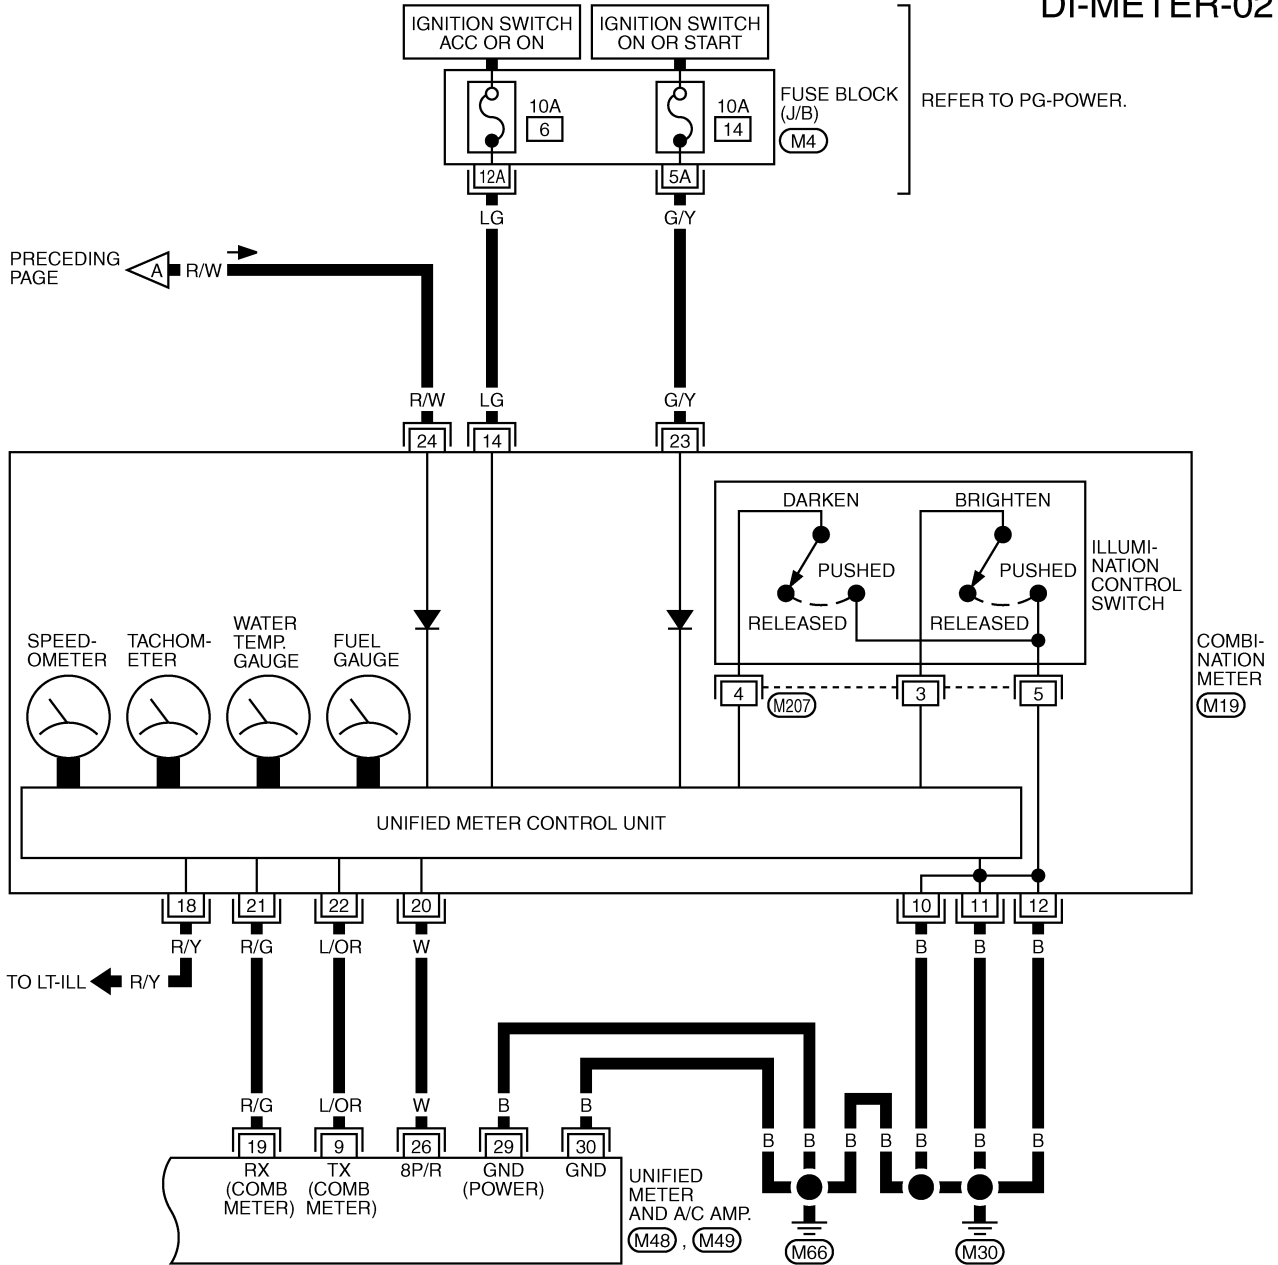 DI-METER-02
IGNITION SWITCH
ACC OR ON
IGNITION SWITCH
ON OR START
10A
6
10A
14
FUSE BLOCK
(J/B)
M4
REFER TO PG-POWER.
12A
5A
LG
G/Y
PRECEDING
PAGE
A
R/W
R/W
LG
G/Y
24
14
23
DARKEN
BRIGHTEN
PUSHED
PUSHED
RELEASED
RELEASED
ILLUMI-
NATION
CONTROL
SWITCH
SPEED-
OMETER
TACHOM-
ETER
WATER
TEMP.
GAUGE
FUEL
GAUGE
COMBI-
NATION
METER
M19
4
M207
3
5
UNIFIED METER CONTROL UNIT
18
21
22
20
10
11
12
R/Y
R/G
L/OR
W
B
B
B
TO LT-ILL
R/Y
R/G
L/OR
W
B
B
B
B
B
B
B
B
B
19
9
26
29
30
RX
(COMB
METER)
TX
(COMB
METER)
8P/R
GND
(POWER)
GND
UNIFIED
METER
AND A/C AMP.
M48 , M49
M66
M30